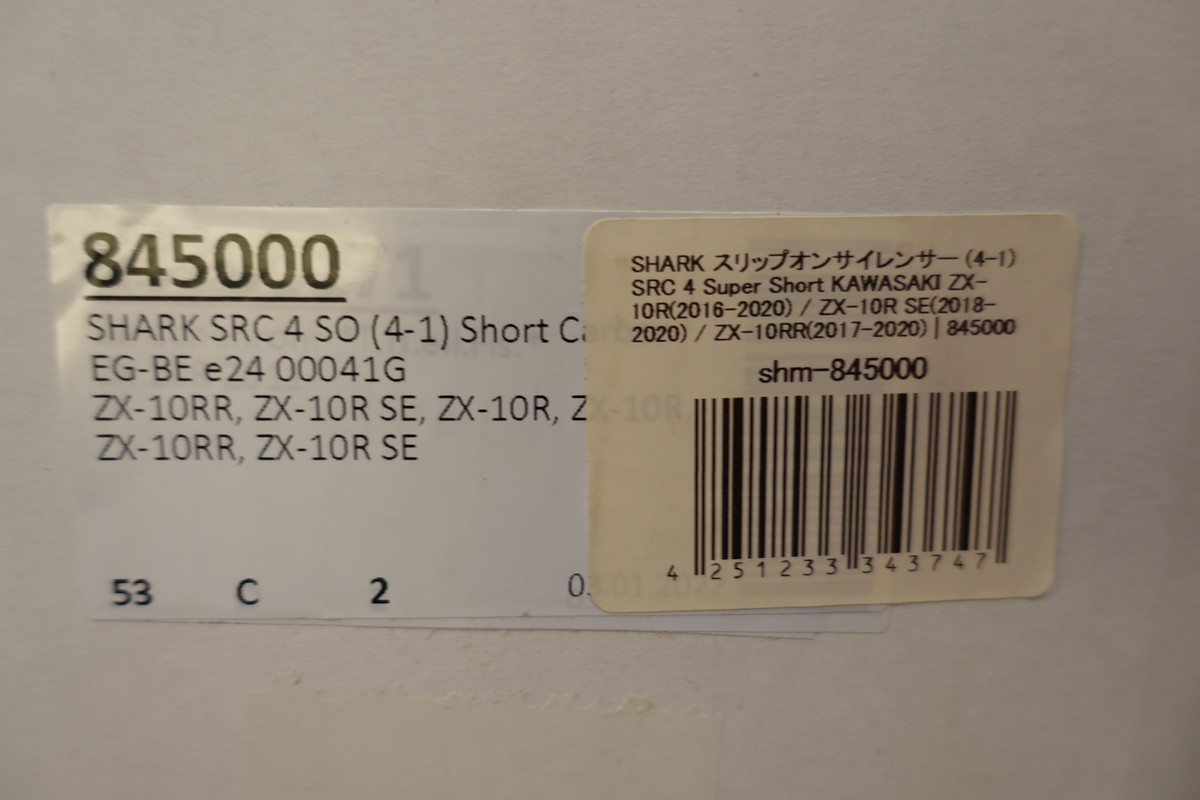 845000
SHARK SRC 4 SO (4-1) Short
EG-BE e24 00041G
ZX-10RR, ZX-10R SE, ZX-10R, ZX-10R,
ZX-10RR, ZX-10R SE
53 C 2
SHARK スリップオンサイレンサー (4-1)
SRC 4 Super Short KAWASAKI ZX-
10R(2016-2020) / ZX-10R SE(2018-
2020) / ZX-10RR(2017-2020) | 845000
shm-845000
4 251233 343747